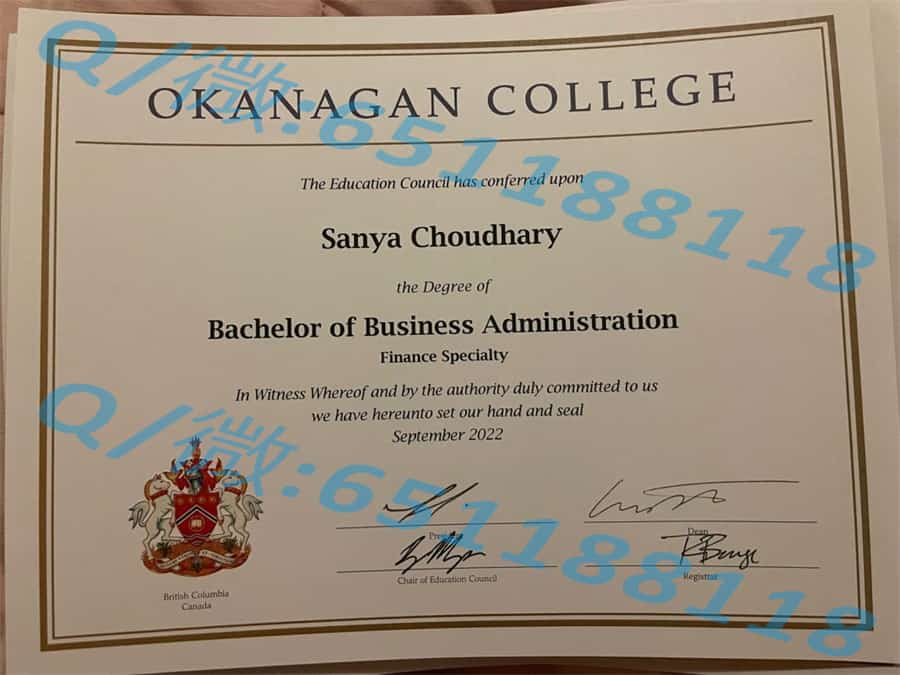 Q/微:651188118
OKANAGAN COLLEGE
The Education Council has conferred upon
Sanya Choudhary
the Degree of
Bachelor of Business Administration
Finance Specialty
In Witness Whereof and by the authority duly committed to us
we have hereunto set our hand and seal
September 2022
Q/微:651188118
Dean
Chair of Education Council
Registrar
British Columbia
Canada